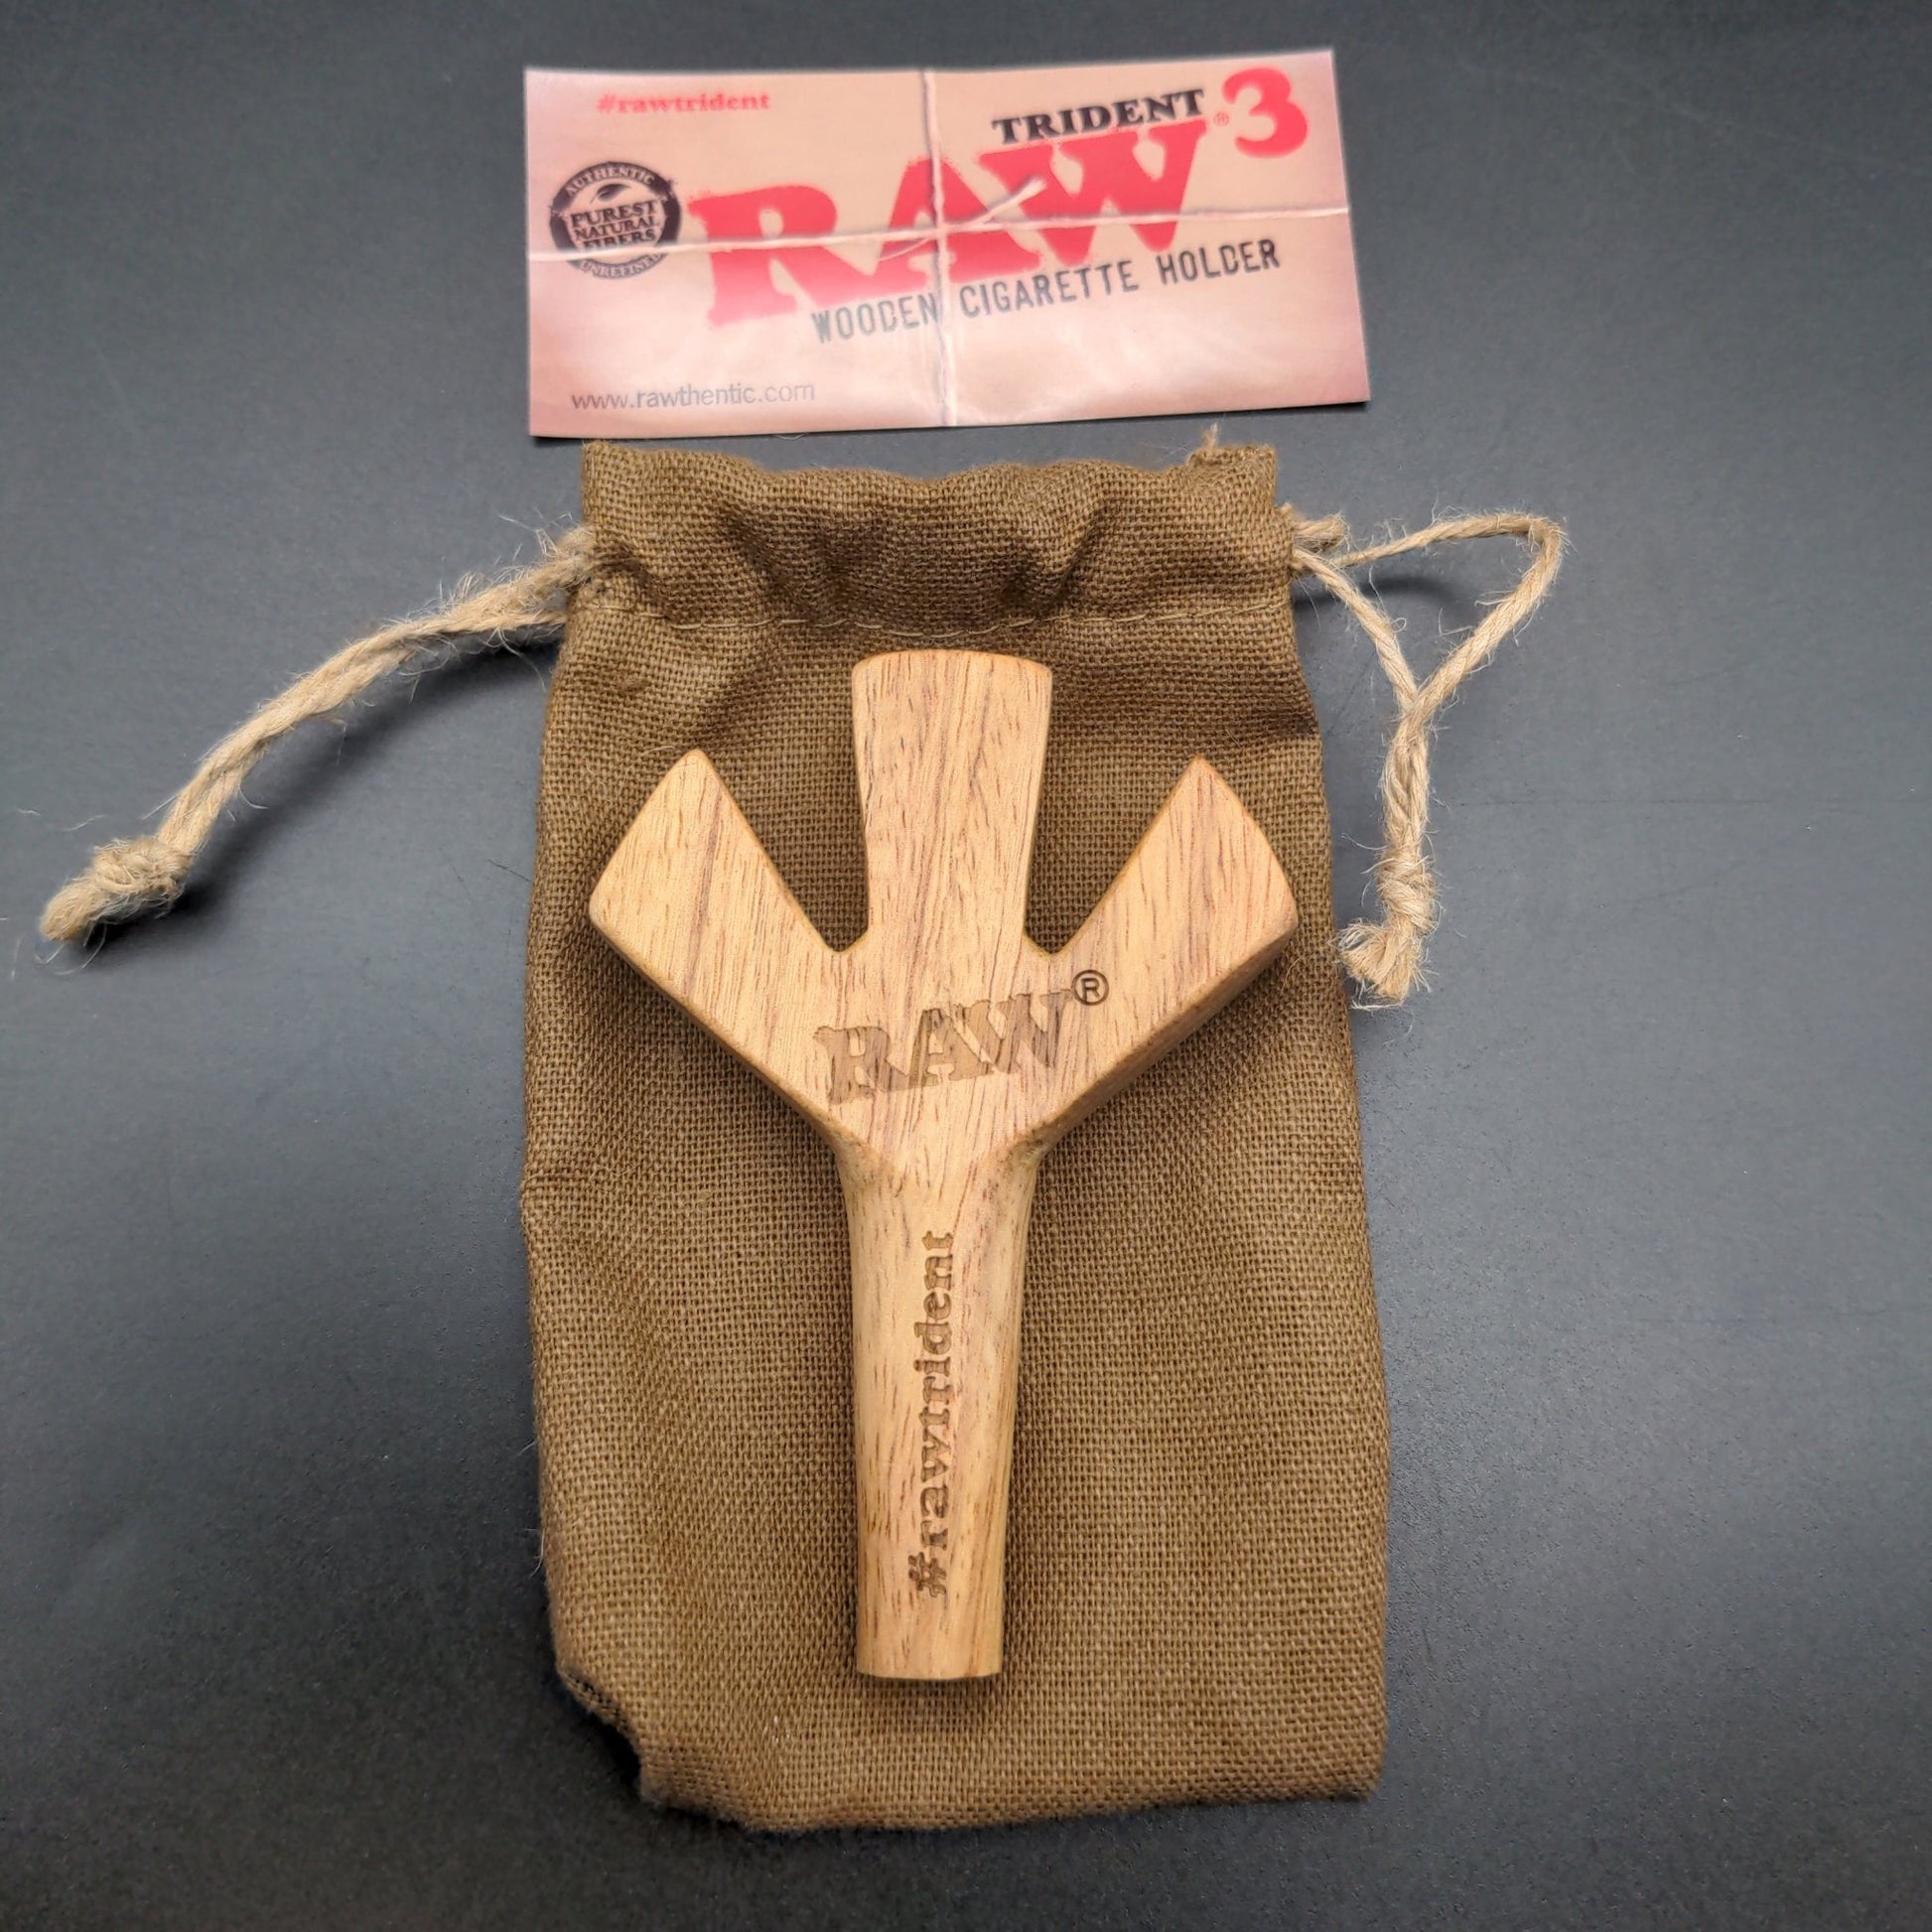 #rawtrident
TRIDENT
RAW® 3
WOODEN CIGARETTE HOLDER
AUTHENTIC
PUREST
NATURAL
FIBERS
UNREFINED
www.rawthentic.com
RAW®
#rawtrident